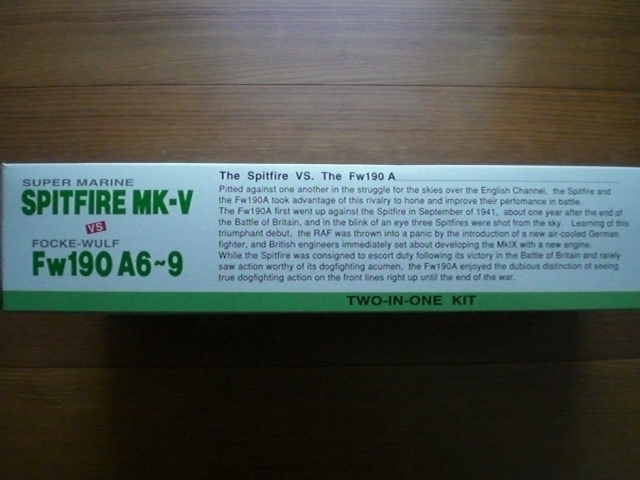 SUPER MARINE
SPITFIRE MK-V
VS
FOCKE-WULF
Fw190 A6~9
The Spitfire VS. The Fw190 A
Pitted against one another in the struggle for the skies over the English Channel, the Spitfire and
the Fw190A took advantage of this rivalry to hone and improve their perfomance in battle.
The Fw190A first went up against the Spitfire in September of 1941, about one year after the end of
the Battle of Britain, and in the blink of an eye three Spitfires were shot from the sky. Learning of this
triumphant debut, the RAF was thrown into a panic by the introduction of a new air-cooled German
fighter, and British engineers immediately set about developing the MkIX with a new engine.
While the Spitfire was consigned to escort duty following its victory in the Battle of Britain and rarely
saw action worthy of its dogfighting acumen, the Fw190A enjoyed the dubious distinction of seeing
true dogfighting action on the front lines right up until the end of the war.
TWO-IN-ONE KIT